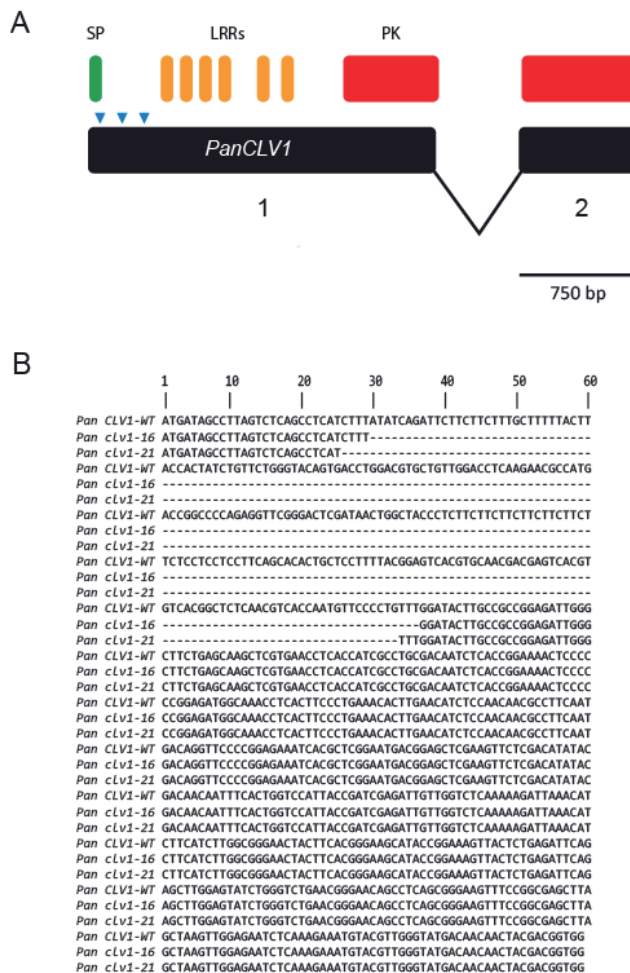 A
SP LRRs PK
PanCLV1
1 2
750 bp
B
1 10 20 30 40 50 60
Pan CLV1-WT ATGATAGCCTTAGTCTCAGCCTCATCTTTATATCAGATTCTTCTTCTTTGCTTTTTACTT
Pan clv1-16 ATGATAGCCTTAGTCTCAGCCTCATCTTT-------------------------------
Pan clv1-21 ATGATAGCCTTAGTCTCAGCCTCAT-----------------------------------
Pan CLV1-WT ACCACTATCTGTTCTGGGTACAGTGACCTGGACGTGCTGTTGGACCTCAAGAACGCCATG
Pan clv1-16 ------------------------------------------------------------
Pan clv1-21 ------------------------------------------------------------
Pan CLV1-WT ACCGGCCCCAGAGGTTCGGGACTCGATAACTGGCTACCCTCTTCTTCTTCTTCTTCTTCT
Pan clv1-16 ------------------------------------------------------------
Pan clv1-21 ------------------------------------------------------------
Pan CLV1-WT TCTCCTCCTCCTTCAGCACACTGCTCCTTTTACGGAGTCACGTGCAACGACGAGTCACGT
Pan clv1-16 ------------------------------------------------------------
Pan clv1-21 ------------------------------------------------------------
Pan CLV1-WT GTCACGGCTCTCAACGTCACCAATGTTCCCCTGTTTGGATACTTGCCGCCGGAGATTGGG
Pan clv1-16 ------------------------------------GGATACTTGCCGCCGGAGATTGGG
Pan clv1-21 ---------------------------------TTTGGATACTTGCCGCCGGAGATTGGG
Pan CLV1-WT CTTCTGAGCAAGCTCGTGAACCTCACCATCGCCTGCGACAATCTCACCGGAAAACTCCCC
Pan clv1-16 CTTCTGAGCAAGCTCGTGAACCTCACCATCGCCTGCGACAATCTCACCGGAAAACTCCCC
Pan clv1-21 CTTCTGAGCAAGCTCGTGAACCTCACCATCGCCTGCGACAATCTCACCGGAAAACTCCCC
Pan CLV1-WT CCGGAGATGGCAAACCTCACTTCCCTGAAACACTTGAACATCTCCAACAACGCCTTCAAT
Pan clv1-16 CCGGAGATGGCAAACCTCACTTCCCTGAAACACTTGAACATCTCCAACAACGCCTTCAAT
Pan clv1-21 CCGGAGATGGCAAACCTCACTTCCCTGAAACACTTGAACATCTCCAACAACGCCTTCAAT
Pan CLV1-WT GACAGGTTCCCCGGAGAAATCACGCTCGGAATGACGGAGCTCGAAGTTCTCGACATATAC
Pan clv1-16 GACAGGTTCCCCGGAGAAATCACGCTCGGAATGACGGAGCTCGAAGTTCTCGACATATAC
Pan clv1-21 GACAGGTTCCCCGGAGAAATCACGCTCGGAATGACGGAGCTCGAAGTTCTCGACATATAC
Pan CLV1-WT GACAACAATTTCACTGGTCCATTACCGATCGAGATTGTTGGTCTCAAAAAGATTAAACAT
Pan clv1-16 GACAACAATTTCACTGGTCCATTACCGATCGAGATTGTTGGTCTCAAAAAGATTAAACAT
Pan clv1-21 GACAACAATTTCACTGGTCCATTACCGATCGAGATTGTTGGTCTCAAAAAGATTAAACAT
Pan CLV1-WT CTTCATCTTGGCGGGAACTACTTCACGGGAAGCATACCGGAAAGTTACTCTGAGATTCAG
Pan clv1-16 CTTCATCTTGGCGGGAACTACTTCACGGGAAGCATACCGGAAAGTTACTCTGAGATTCAG
Pan clv1-21 CTTCATCTTGGCGGGAACTACTTCACGGGAAGCATACCGGAAAGTTACTCTGAGATTCAG
Pan CLV1-WT AGCTTGGAGTATCTGGGTCTGAACGGGAACAGCCTCAGCGGGAAGTTTCCGGCGAGCTTA
Pan clv1-16 AGCTTGGAGTATCTGGGTCTGAACGGGAACAGCCTCAGCGGGAAGTTTCCGGCGAGCTTA
Pan clv1-21 AGCTTGGAGTATCTGGGTCTGAACGGGAACAGCCTCAGCGGGAAGTTTCCGGCGAGCTTA
Pan CLV1-WT GCTAAGTTGGAGAATCTCAAAGAAATGTACGTTGGGTATGACAACAACTACGACGGTGG
Pan clv1-16 GCTAAGTTGGAGAATCTCAAAGAAATGTACGTTGGGTATGACAACAACTACGACGGTGG
Pan clv1-21 GCTAAGTTGGAGAATCTCAAAGAAATGTACGTTGGGTATGACAACAACTACGACGGTGG